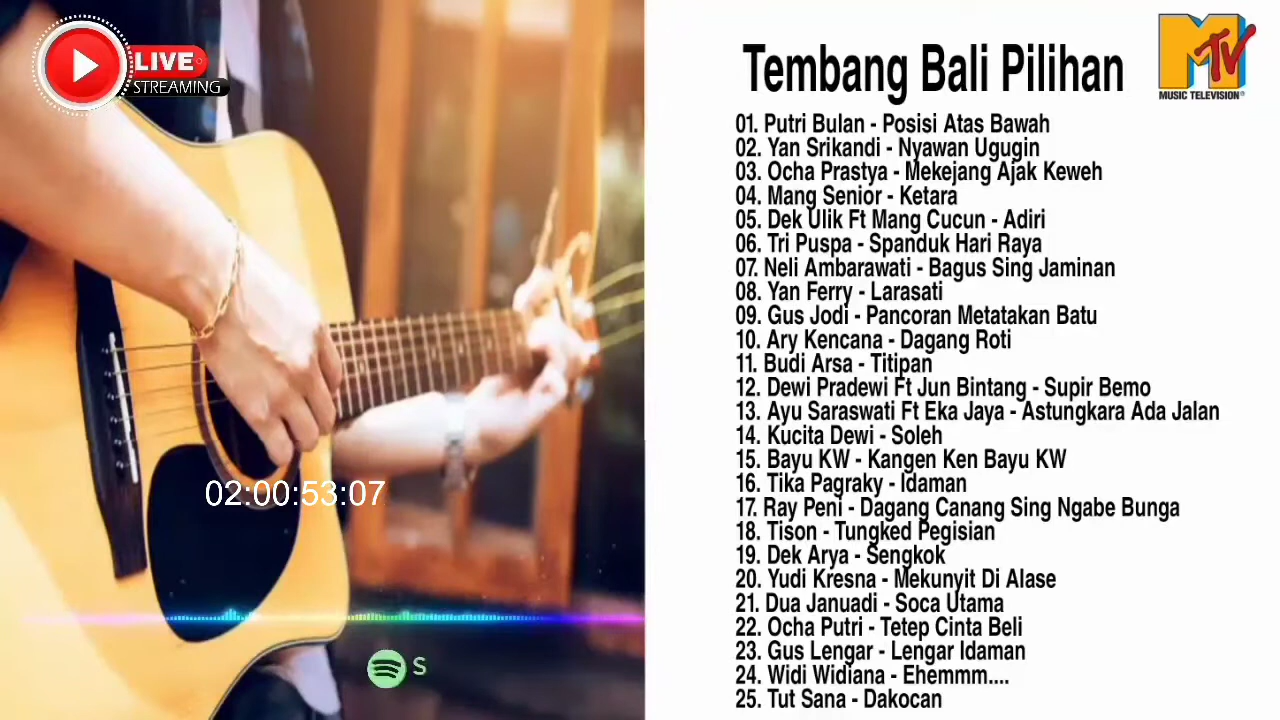 LIVE
STREAMING
02:00:53:07
S
Tembang Bali Pilihan
MTV
MUSIC TELEVISION®
01. Putri Bulan - Posisi Atas Bawah
02. Yan Srikandi - Nyawan Ugugin
03. Ocha Prastya - Mekejang Ajak Keweh
04. Mang Senior - Ketara
05. Dek Ulik Ft Mang Cucun - Adiri
06. Tri Puspa - Spanduk Hari Raya
07. Neli Ambarawati - Bagus Sing Jaminan
08. Yan Ferry - Larasati
09. Gus Jodi - Pancoran Metatakan Batu
10. Ary Kencana - Dagang Roti
11. Budi Arsa - Titipan
12. Dewi Pradewi Ft Jun Bintang - Supir Bemo
13. Ayu Saraswati Ft Eka Jaya - Astungkara Ada Jalan
14. Kucita Dewi - Soleh
15. Bayu KW - Kangen Ken Bayu KW
16. Tika Pagraky - Idaman
17. Ray Peni - Dagang Canang Sing Ngabe Bunga
18. Tison - Tungked Pegisian
19. Dek Arya - Sengkok
20. Yudi Kresna - Mekunyit Di Alase
21. Dua Januadi - Soca Utama
22. Ocha Putri - Tetep Cinta Beli
23. Gus Lengar - Lengar Idaman
24. Widi Widiana - Ehemmm....
25. Tut Sana - Dakocan